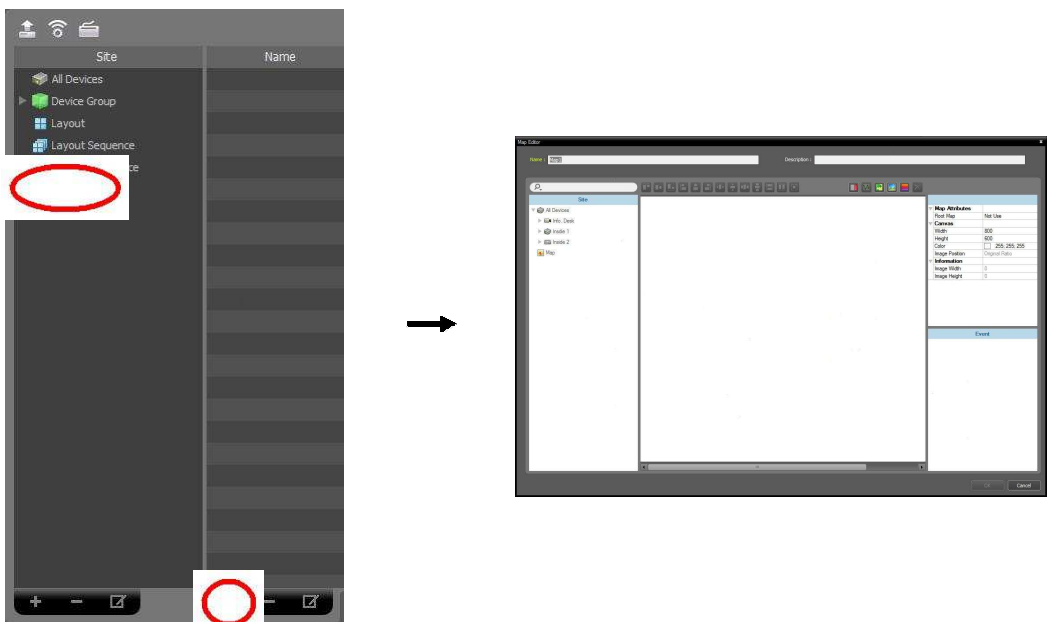 Site
Name
All Devices
Device Group
Layout
Layout Sequence
ce
Map Editor
Name :
Description :
Site
All Devices
Info. Desk
Inside 1
Inside 2
Map
Map Attributes
Root Map Not Use
Canvas
Width 800
Height 600
Color 255; 255; 255
Image Position Original Ratio
Information
Image Width 0
Image Height 0
Event
OK
Cancel